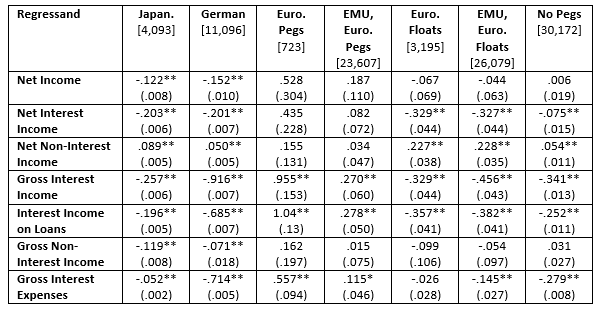 Regressand Japan. [4,093] German [11,096] Euro. Pegs [723] EMU, Euro. Pegs [23,607] Euro. Floats [3,195] EMU, Euro. Floats [26,079] No Pegs [30,172]
Net Income -.122** -.152** .528 .187 -.067 -.044 .006
(.008) (.010) (.304) (.110) (.069) (.063) (.019)
Net Interest -.203** -.201** .435 .082 -.329** -.327** -.075**
Income (.006) (.007) (.228) (.072) (.044) (.044) (.015)
Net Non-Interest .089** .050** .155 .034 .227** .228** .054**
Income (.005) (.005) (.131) (.047) (.038) (.035) (.011)
Gross Interest -.257** -.916** .955** .270** -.329** -.456** -.341**
Income (.006) (.007) (.153) (.060) (.044) (.043) (.013)
Interest Income -.196** -.685** 1.04** .278** -.357** -.382** -.252**
on Loans (.005) (.007) (.13) (.050) (.041) (.041) (.011)
Gross Non- -.119** -.071** .162 .015 -.099 -.054 .031
Interest Income (.008) (.018) (.197) (.075) (.106) (.097) (.027)
Gross Interest -.052** -.714** .557** .115* -.026 -.145** -.279**
Expenses (.002) (.005) (.094) (.046) (.028) (.027) (.008)